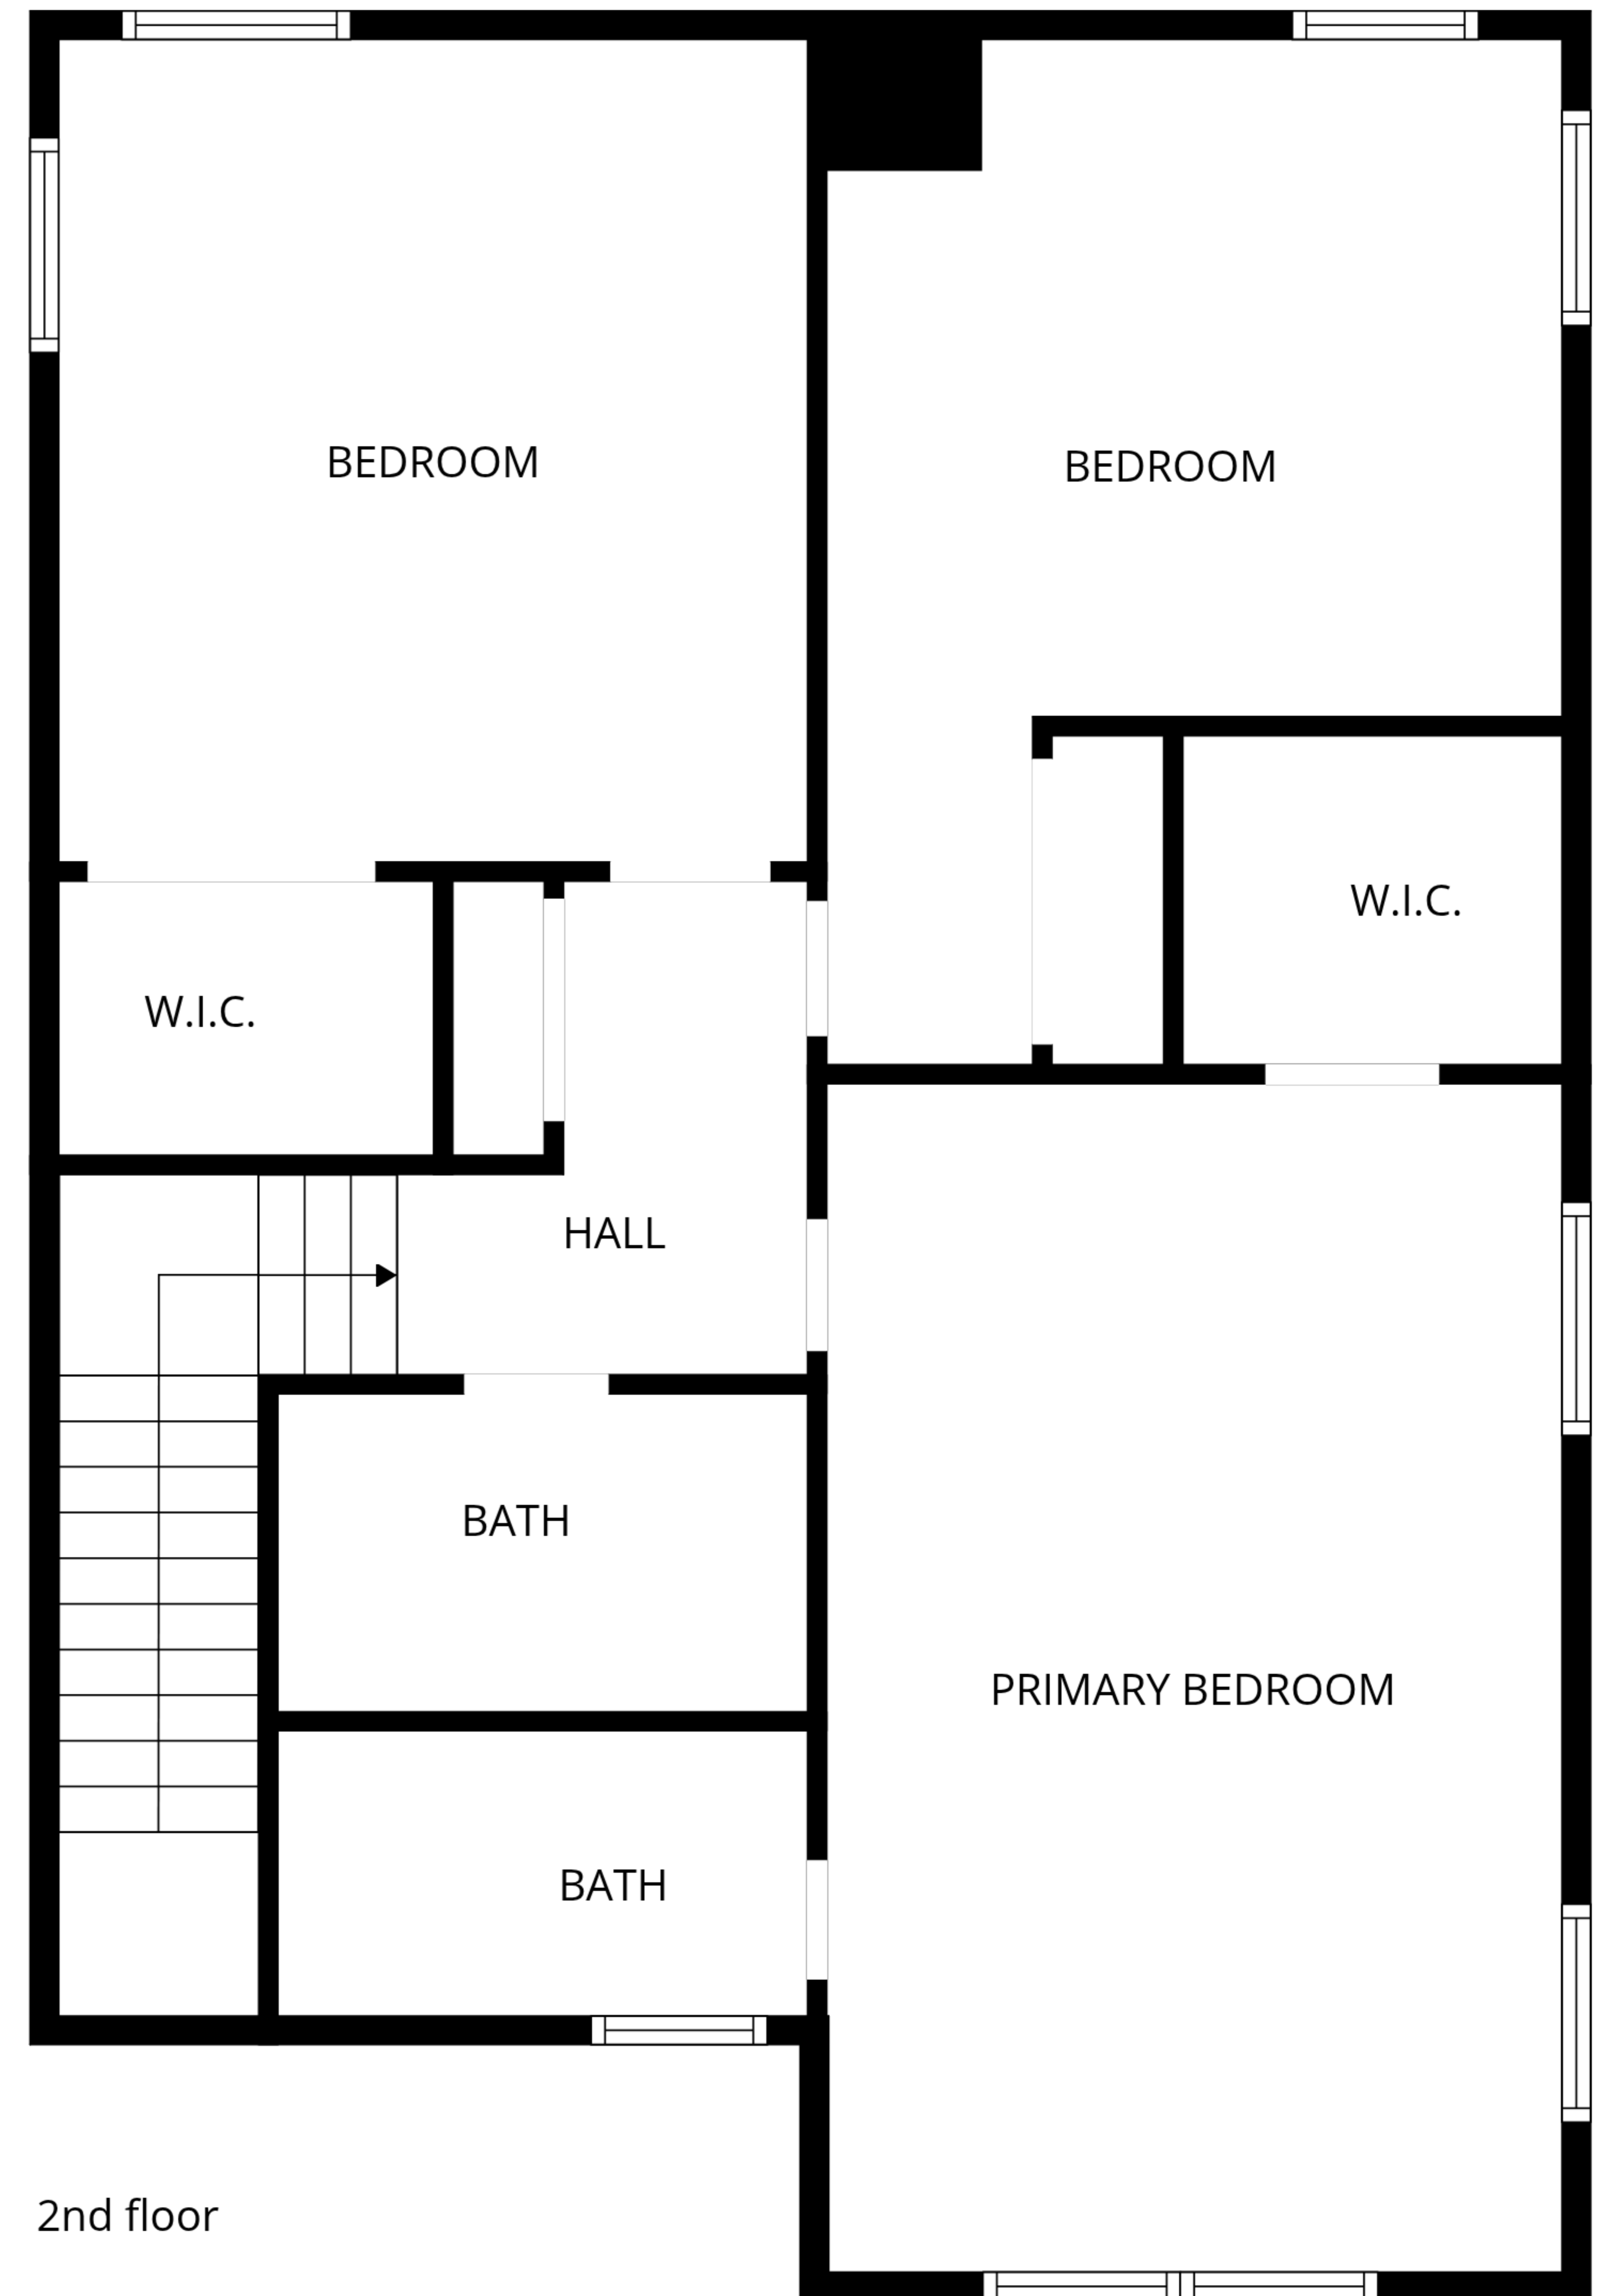 BEDROOM
BEDROOM
W.I.C.
W.I.C.
HALL
BATH
PRIMARY BEDROOM
BATH
2nd floor